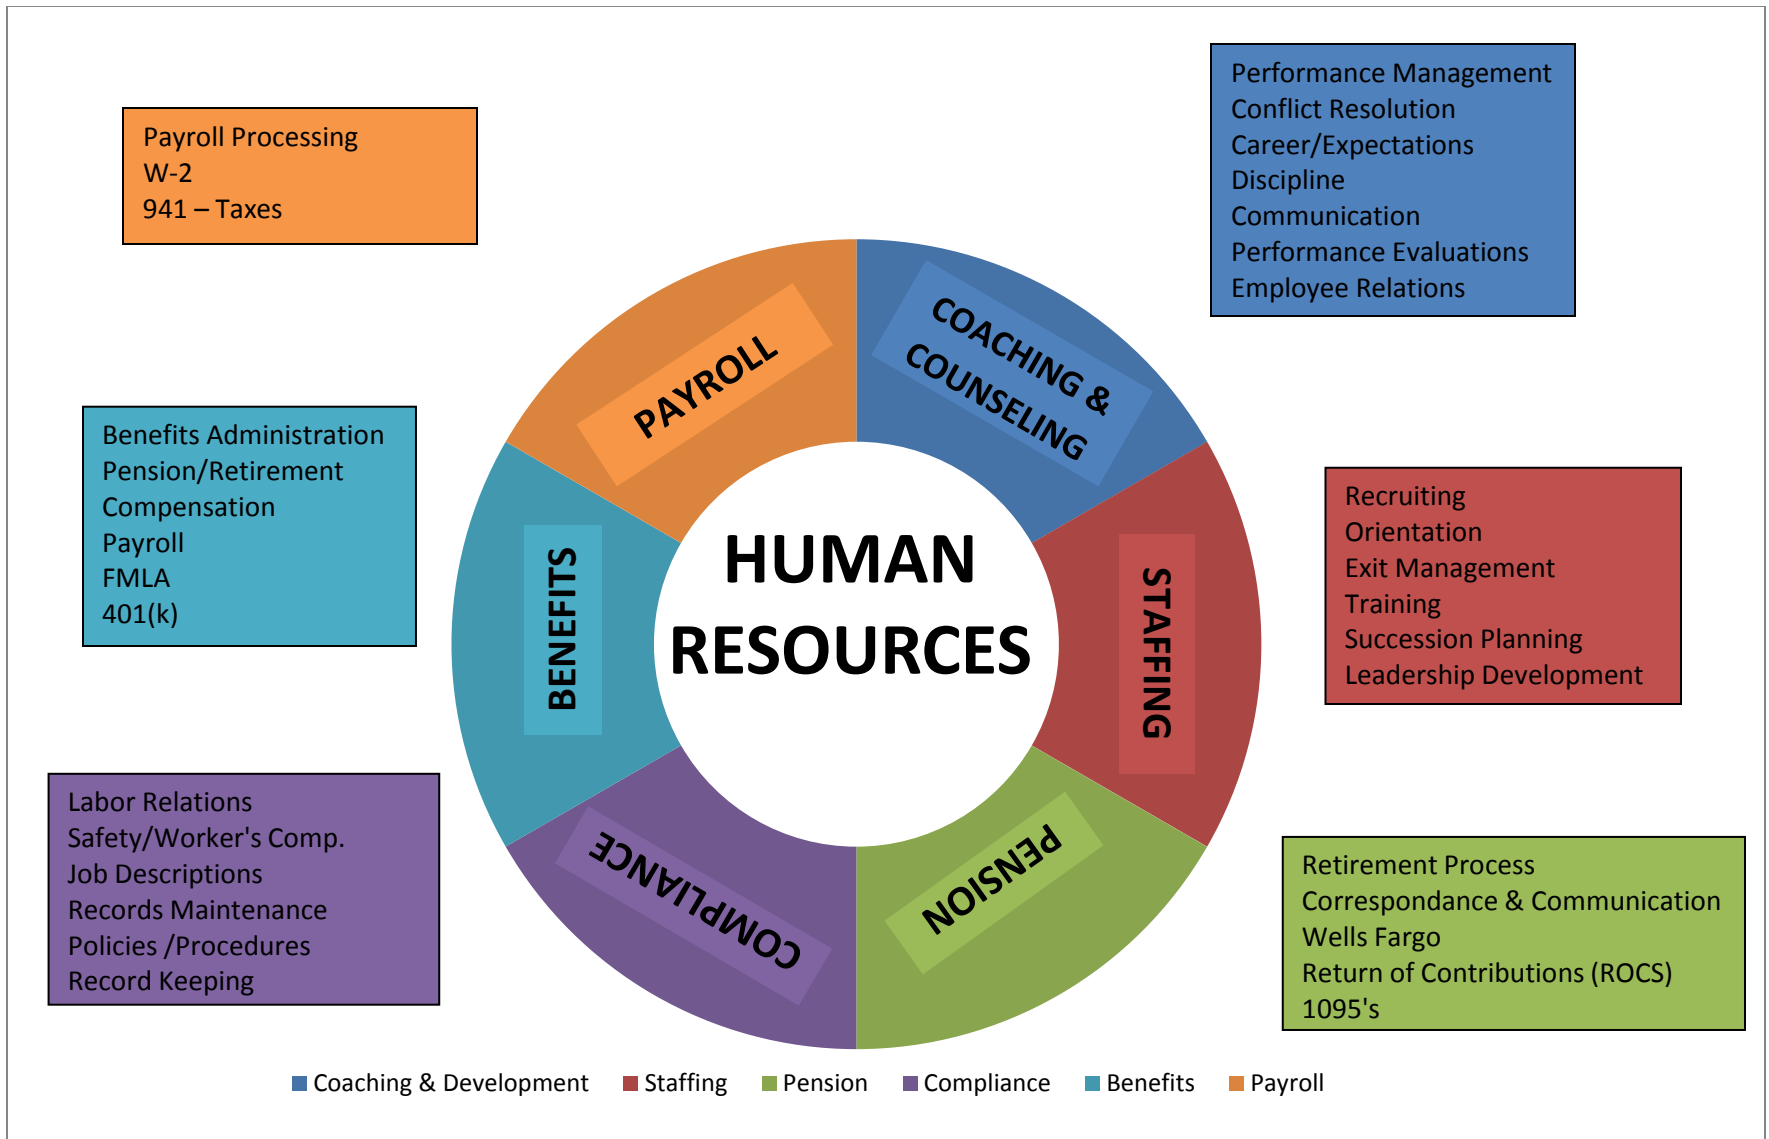 Payroll Processing
W-2
941 – Taxes
Performance Management
Conflict Resolution
Career/Expectations
Discipline
Communication
Performance Evaluations
Employee Relations
PAYROLL
COACHING &
COUNSELING
Benefits Administration
Pension/Retirement
Compensation
Payroll
FMLA
401(k)
BENEFITS
HUMAN
RESOURCES
STAFFING
Recruiting
Orientation
Exit Management
Training
Succession Planning
Leadership Development
Labor Relations
Safety/Worker's Comp.
Job Descriptions
Records Maintenance
Policies /Procedures
Record Keeping
COMPLIANCE
PENSION
Retirement Process
Correspondance & Communication
Wells Fargo
Return of Contributions (ROCS)
1095's
Coaching & Development Staffing Pension Compliance Benefits Payroll